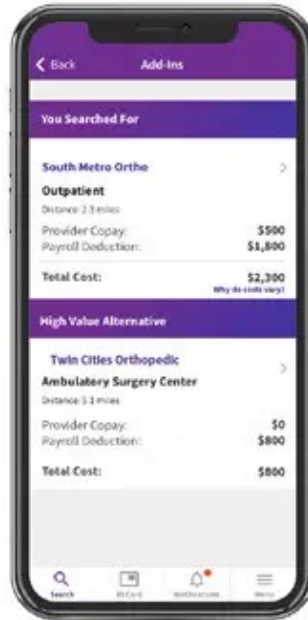 Back Add-Ins
You Searched For
South Metro Ortho
Outpatient
Distance 2.3 miles
Provider Copay: $500
Payroll Deduction: $1,800
Total Cost: $2,300
Why do costs vary?
High Value Alternative
Twin Cities Orthopedic
Ambulatory Surgery Center
Provider Copay: $0
Payroll Deduction: $800
Total Cost: $800
Search ID Card Notifications Menu